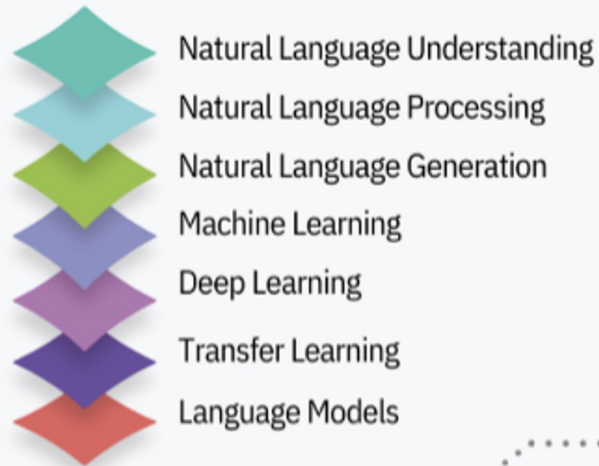 Natural Language Understanding
Natural Language Processing
Natural Language Generation
Machine Learning
Deep Learning
Transfer Learning
Language Models